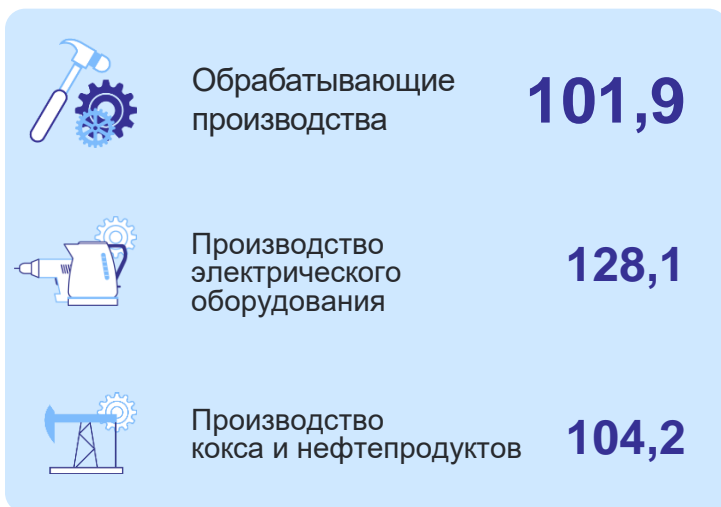 Обрабатывающие
производства
101,9
Производство
электрического
оборудования
128,1
Производство
кокса и нефтепродуктов
104,2